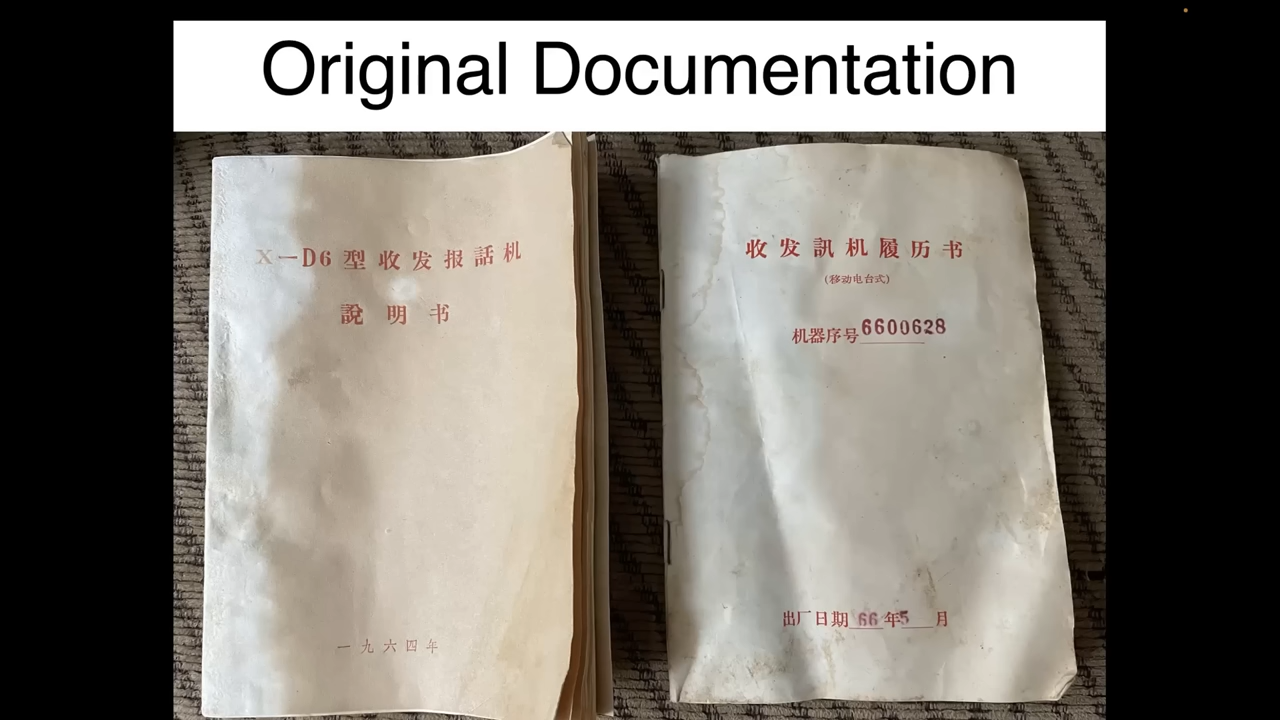 Original Documentation
X—D6型收发报話机
說明书
一九六四年
收发訊机履历书
(移动电台式)
机器序号6600628
出厂日期66年5月